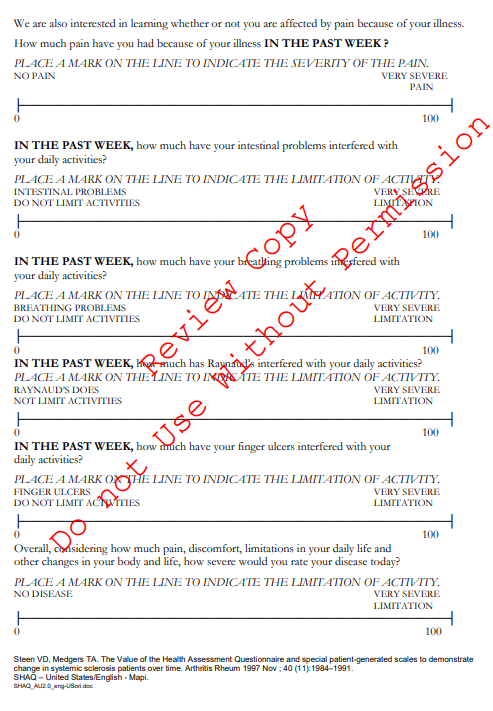 We are also interested in learning whether or not you are affected by pain because of your illness.
How much pain have you had because of your illness IN THE PAST WEEK ?
PLACE A MARK ON THE LINE TO INDICATE THE SEVERITY OF THE PAIN.
NO PAIN VERY SEVERE
PAIN
0 100
IN THE PAST WEEK, how much have your intestinal problems interfered with
your daily activities?
PLACE A MARK ON THE LINE TO INDICATE THE LIMITATION OF ACTIVITY.
INTESTINAL PROBLEMS VERY SEVERE
DO NOT LIMIT ACTIVITIES LIMITATION
0 100
IN THE PAST WEEK, how much have your breathing problems interfered with
your daily activities?
PLACE A MARK ON THE LINE TO INDICATE THE LIMITATION OF ACTIVITY.
BREATHING PROBLEMS VERY SEVERE
DO NOT LIMIT ACTIVITIES LIMITATION
0 100
IN THE PAST WEEK, how much has Raynaud's interfered with your daily activities?
PLACE A MARK ON THE LINE TO INDICATE THE LIMITATION OF ACTIVITY.
RAYNAUD'S DOES VERY SEVERE
NOT LIMIT ACTIVITIES LIMITATION
0 100
IN THE PAST WEEK, how much have your finger ulcers interfered with your
daily activities?
PLACE A MARK ON THE LINE TO INDICATE THE LIMITATION OF ACTIVITY.
FINGER ULCERS VERY SEVERE
DO NOT LIMIT ACTIVITIES LIMITATION
0 100
Overall, considering how much pain, discomfort, limitations in your daily life and
other changes in your body and life, how severe would you rate your disease today?
PLACE A MARK ON THE LINE TO INDICATE THE LIMITATION OF ACTIVITY.
NO DISEASE VERY SEVERE
LIMITATION
0 100
Steen VD, Medgers TA. The Value of the Health Assessment Questionnaire and special patient-generated scales to demonstrate
change in systemic sclerosis patients over time. Arthritis Rheum 1997 Nov ; 40 (11):1984–1991.
SHAQ – United States/English - Mapi.
SHAQ_AU2.0_eng-USori.doc
Review Copy
Do not Use Without Permission